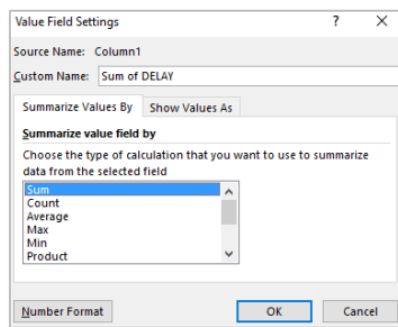 Value Field Settings ? ×
Source Name: Column1
Custom Name: Sum of DELAY
Summarize Values By Show Values As
Summarize value field by
Choose the type of calculation that you want to use to summarize
data from the selected field
Sum
Count
Average
Max
Min
Product
Number Format OK Cancel